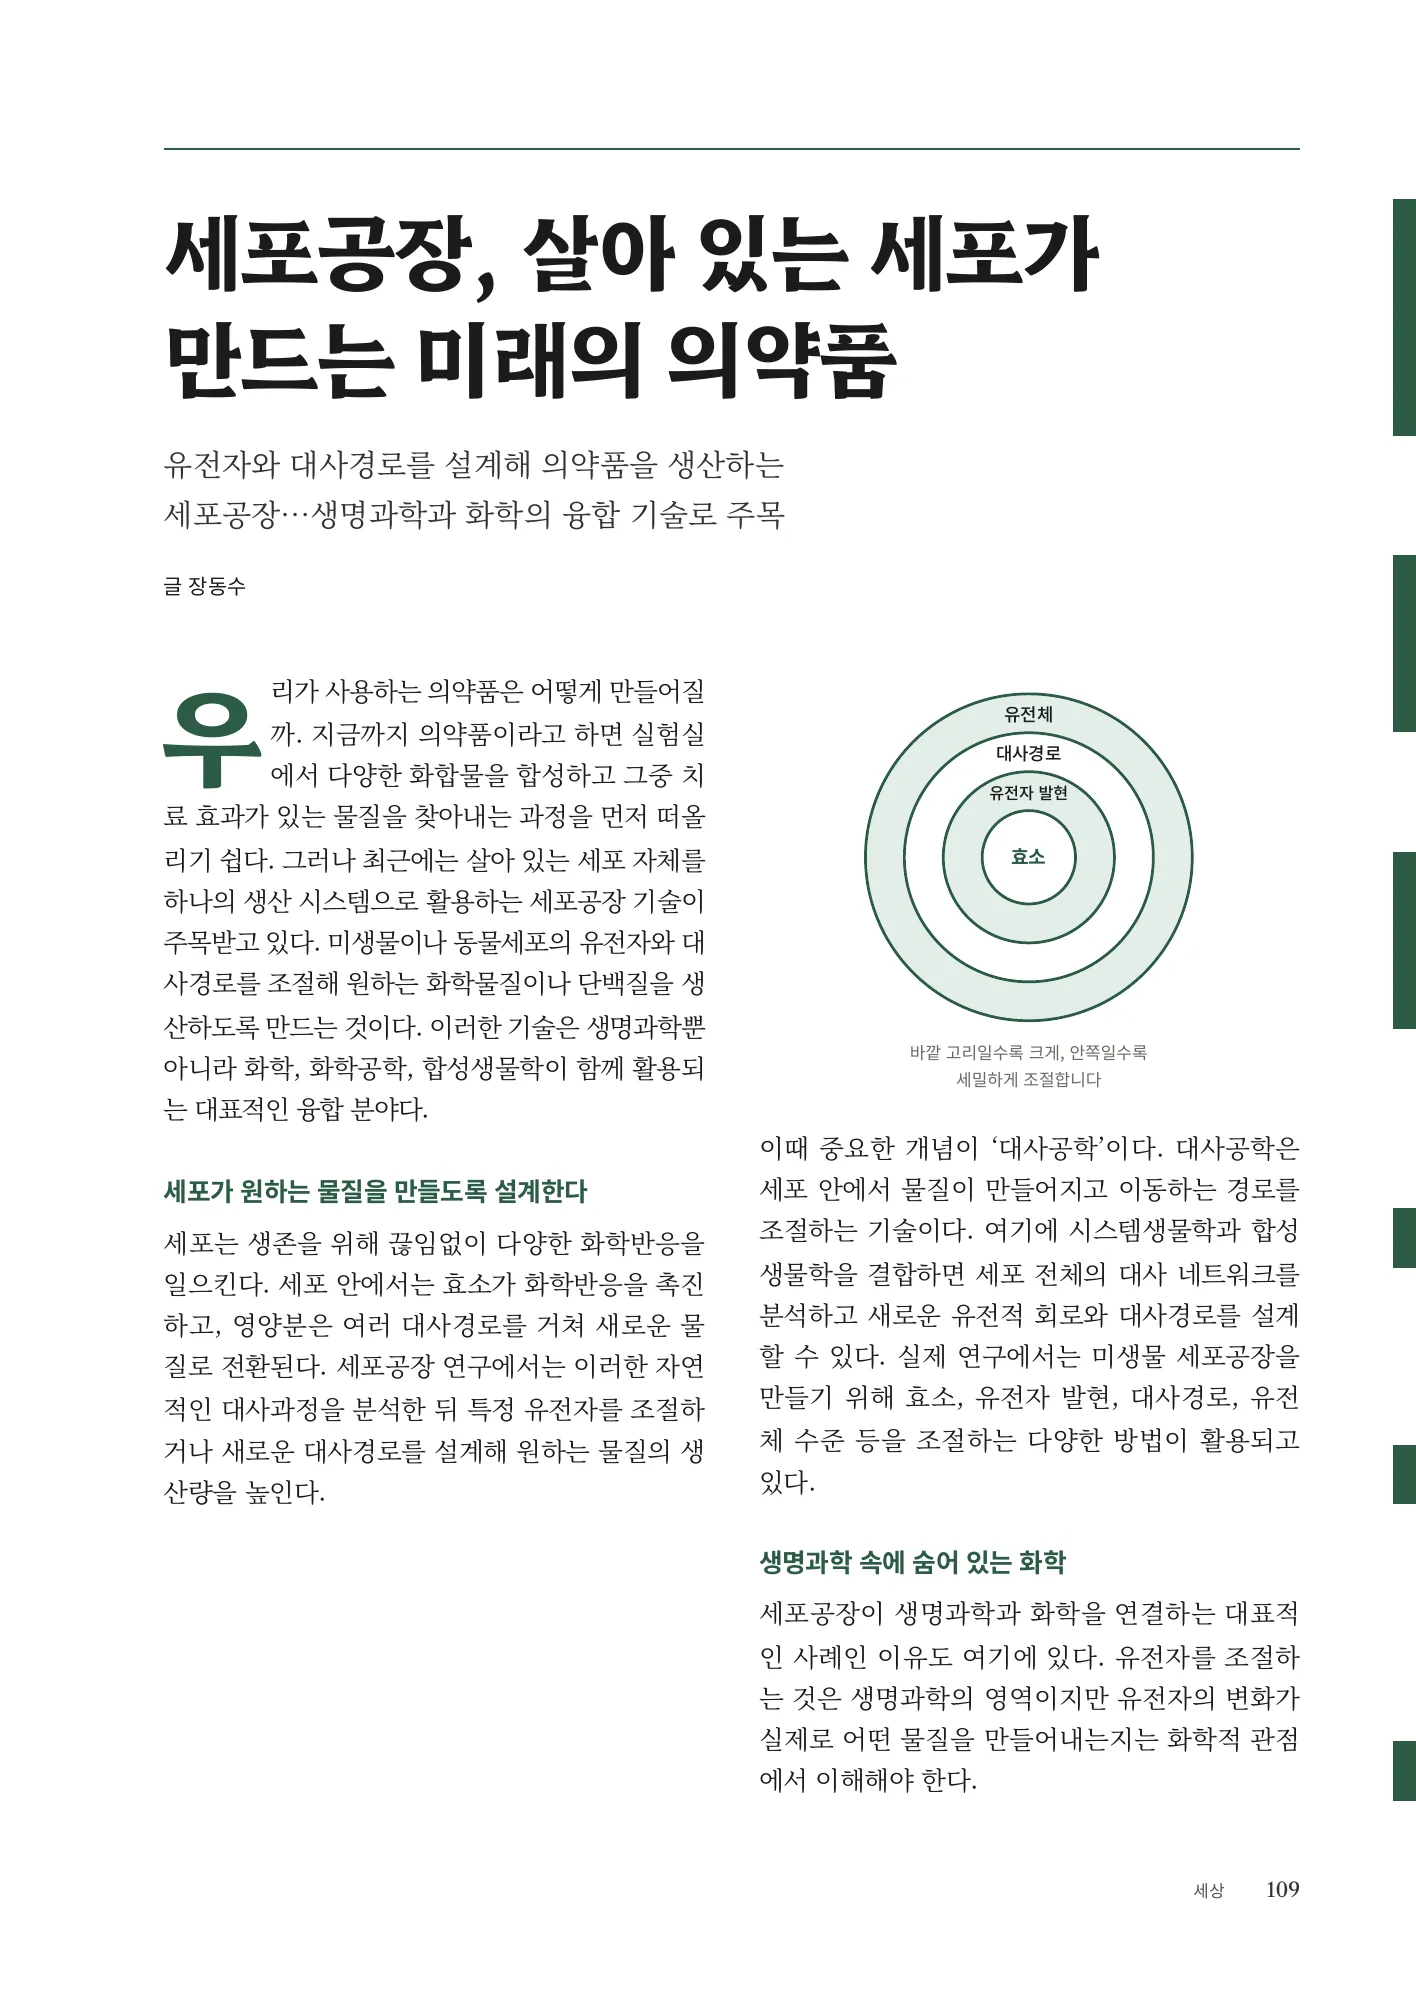 세포공장, 살아 있는 세포가
만드는 미래의 의약품
유전자와 대사경로를 설계해 의약품을 생산하는
세포공장…생명과학과 화학의 융합 기술로 주목
글 장동수
우리가 사용하는 의약품은 어떻게 만들어질
까. 지금까지 의약품이라고 하면 실험실
에서 다양한 화합물을 합성하고 그중 치
료 효과가 있는 물질을 찾아내는 과정을 먼저 떠올
리기 쉽다. 그러나 최근에는 살아 있는 세포 자체를
하나의 생산 시스템으로 활용하는 세포공장 기술이
주목받고 있다. 미생물이나 동물세포의 유전자와 대
사경로를 조절해 원하는 화학물질이나 단백질을 생
산하도록 만드는 것이다. 이러한 기술은 생명과학뿐
아니라 화학, 화학공학, 합성생물학이 함께 활용되
는 대표적인 융합 분야다.
세포가 원하는 물질을 만들도록 설계한다
세포는 생존을 위해 끊임없이 다양한 화학반응을
일으킨다. 세포 안에서는 효소가 화학반응을 촉진
하고, 영양분은 여러 대사경로를 거쳐 새로운 물
질로 전환된다. 세포공장 연구에서는 이러한 자연
적인 대사과정을 분석한 뒤 특정 유전자를 조절하
거나 새로운 대사경로를 설계해 원하는 물질의 생
산량을 높인다.
유전체
대사경로
유전자 발현
효소
바깥 고리일수록 크게, 안쪽일수록
세밀하게 조절합니다
이때 중요한 개념이 ‘대사공학’이다. 대사공학은
세포 안에서 물질이 만들어지고 이동하는 경로를
조절하는 기술이다. 여기에 시스템생물학과 합성
생물학을 결합하면 세포 전체의 대사 네트워크를
분석하고 새로운 유전적 회로와 대사경로를 설계
할 수 있다. 실제 연구에서는 미생물 세포공장을
만들기 위해 효소, 유전자 발현, 대사경로, 유전
체 수준 등을 조절하는 다양한 방법이 활용되고
있다.
생명과학 속에 숨어 있는 화학
세포공장이 생명과학과 화학을 연결하는 대표적
인 사례인 이유도 여기에 있다. 유전자를 조절하
는 것은 생명과학의 영역이지만 유전자의 변화가
실제로 어떤 물질을 만들어내는지는 화학적 관점
에서 이해해야 한다.
세상 109